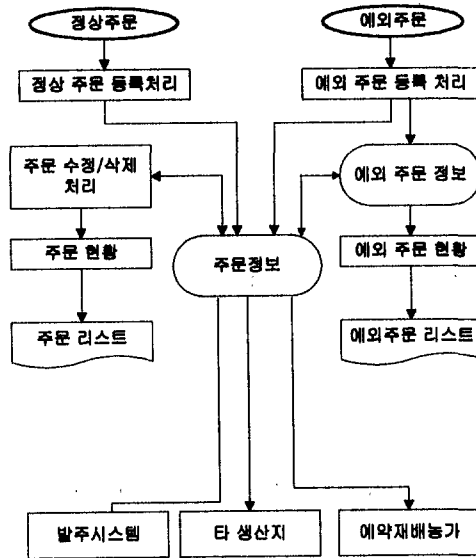 정상주문
예외주문
정상 주문 등록처리
예외 주문 등록 처리
주문 수정/삭제
처리
예외 주문 정보
주문 현황
주문정보
예외 주문 현황
주문 리스트
예외주문 리스트
발주시스템
타 생산지
예약재배농가